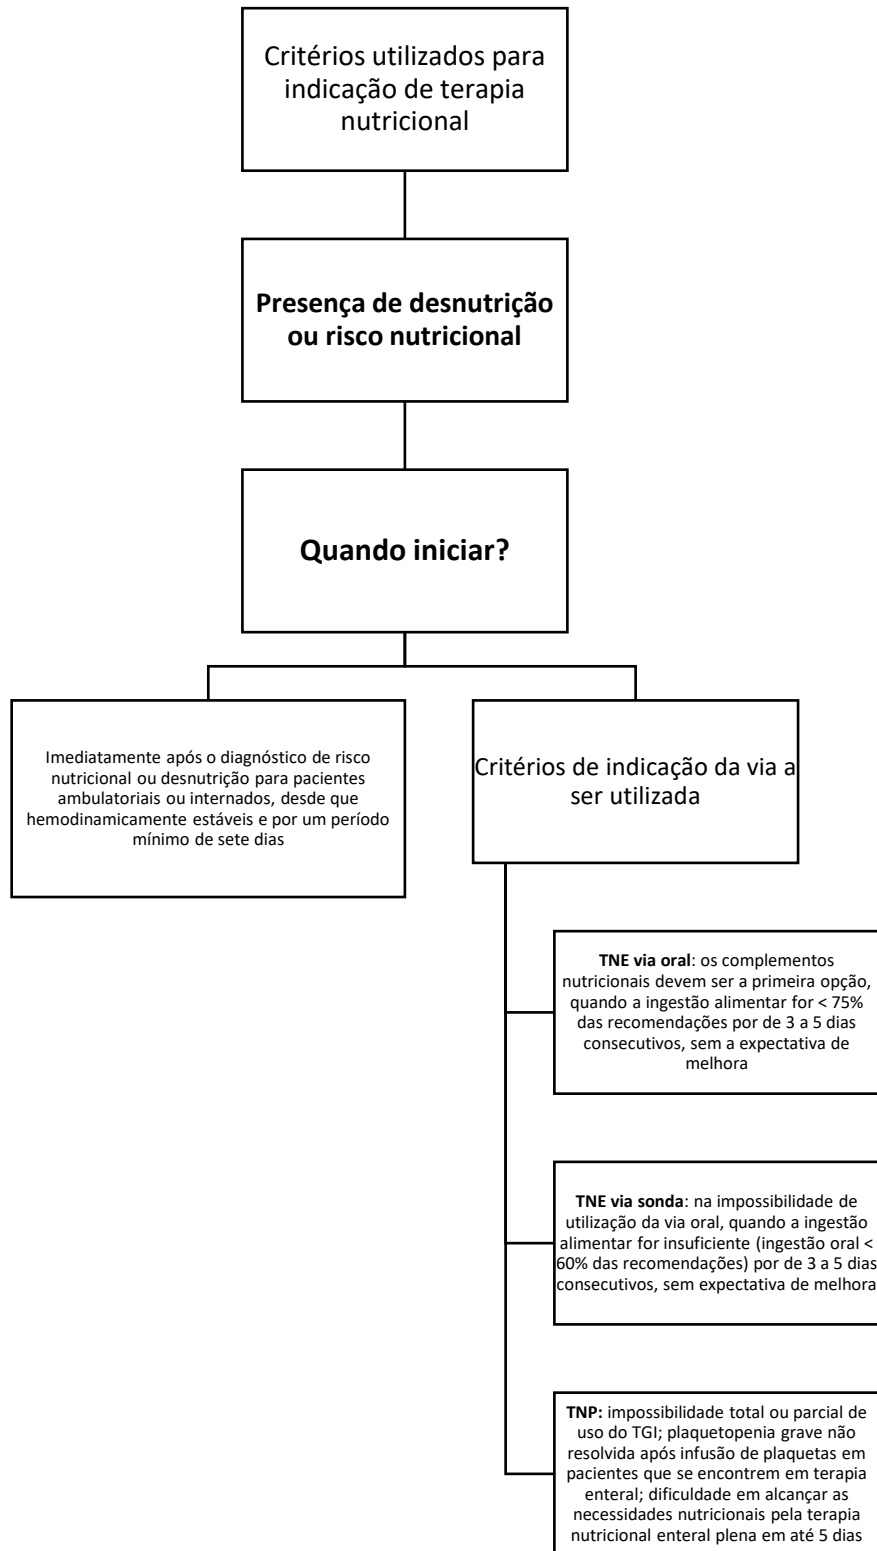 Critérios utilizados para
indicação de terapia
nutricional
Presença de desnutrição
ou risco nutricional
Quando iniciar?
Imediatamente após o diagnóstico de risco
nutricional ou desnutrição para pacientes
ambulatoriais ou internados, desde que
hemodinamicamente estáveis e por um período
mínimo de sete dias
Critérios de indicação da via a
ser utilizada
TNE via oral: os complementos
nutricionais devem ser a primeira opção,
quando a ingestão alimentar for < 75%
das recomendações por de 3 a 5 dias
consecutivos, sem a expectativa de
melhora
TNE via sonda: na impossibilidade de
utilização da via oral, quando a ingestão
alimentar for insuficiente (ingestão oral <
60% das recomendações) por de 3 a 5 dias
consecutivos, sem expectativa de melhora
TNP: impossibilidade total ou parcial de
uso do TGI; plaquetopenia grave não
resolvida após infusão de plaquetas em
pacientes que se encontrem em terapia
enteral; dificuldade em alcançar as
necessidades nutricionais pela terapia
nutricional enteral plena em até 5 dias